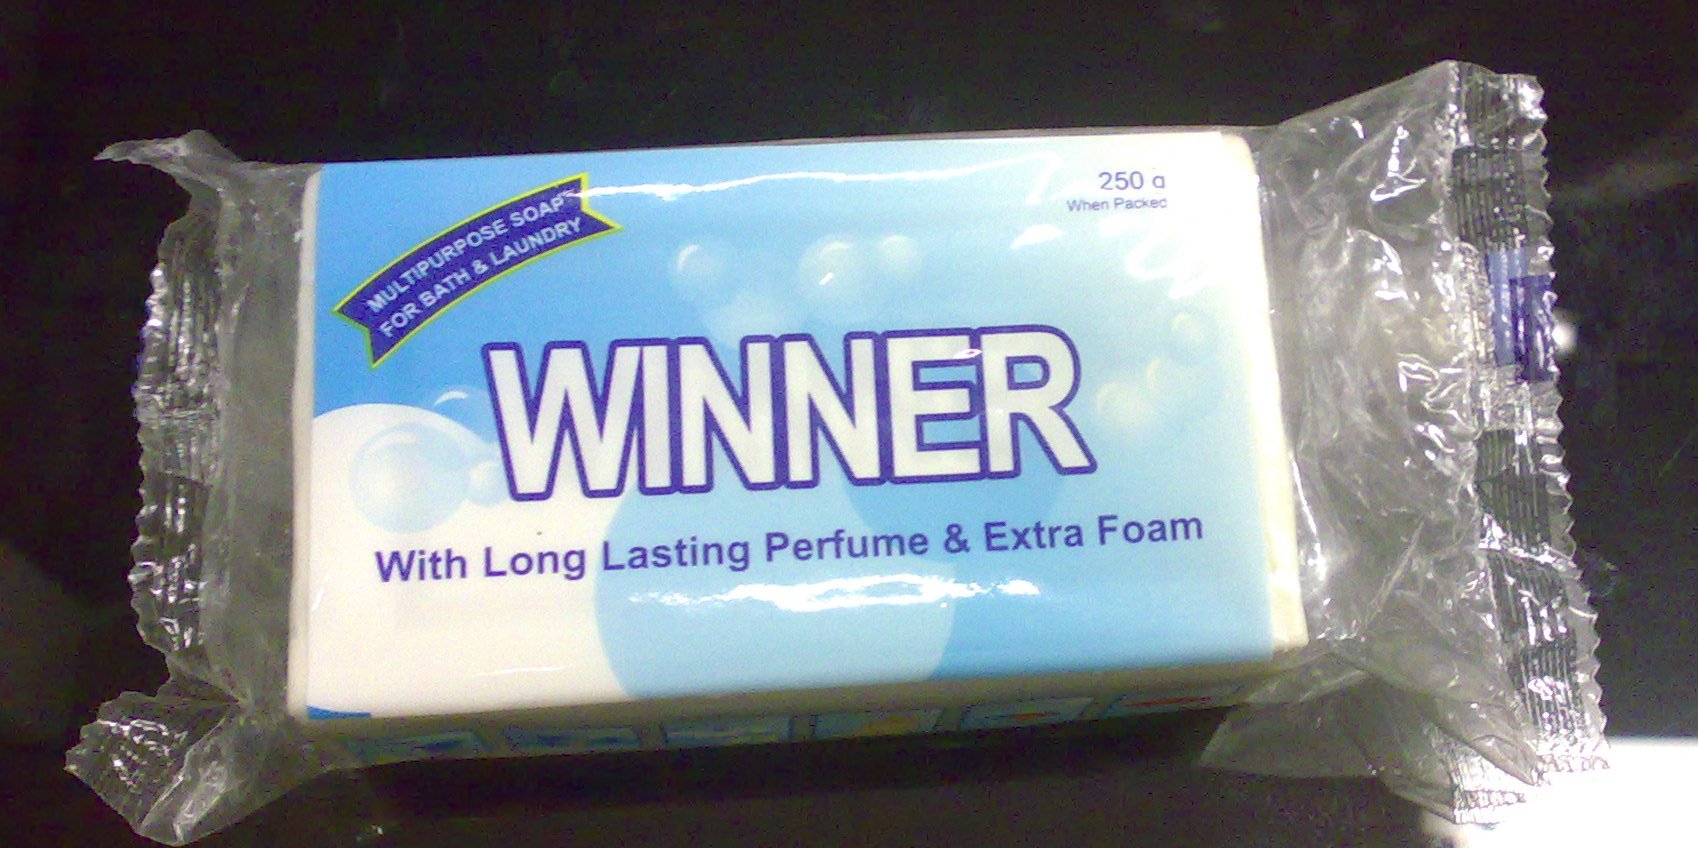 MULTIPURPOSE SOAP
FOR BATH & LAUNDRY
250 g
When Packed
WINNER
With Long Lasting Perfume & Extra Foam